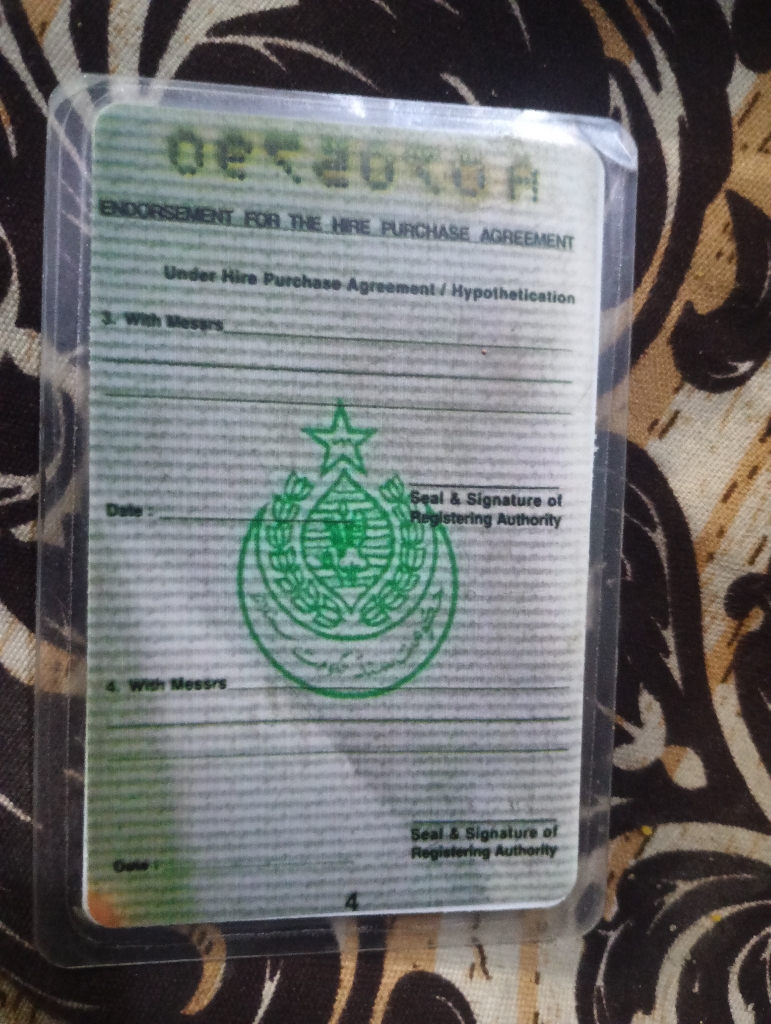 ENDORSEMENT FOR THE HIRE PURCHASE AGREEMENT
Under Hire Purchase Agreement / Hypothetication
3. With Messrs
Seal & Signature of
Registering Authority
Date :
4. With Messrs
Seal & Signature of
Registering Authority
Date :
4